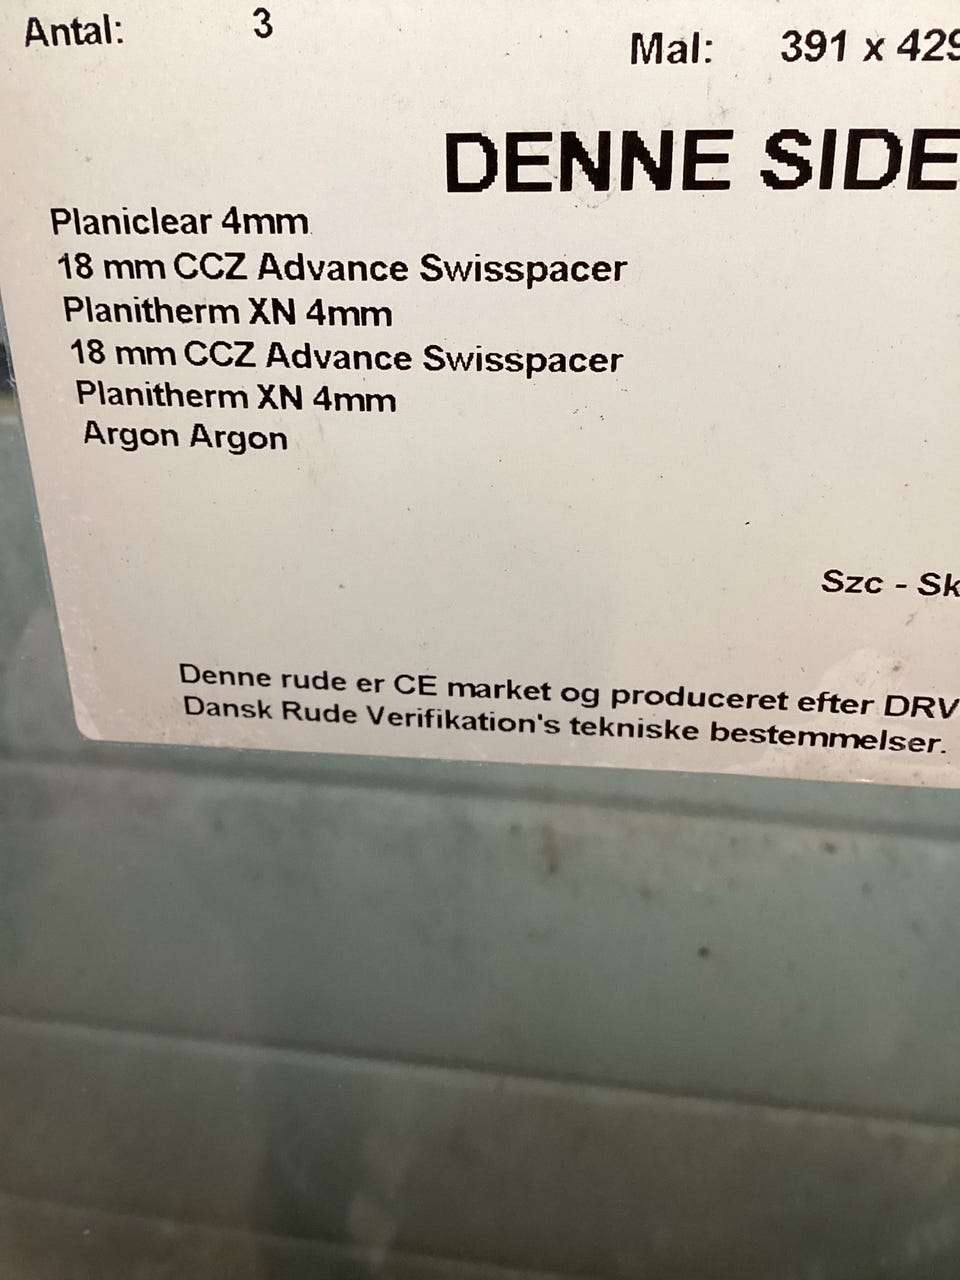 Antal: 3
Mal: 391 x 429
DENNE SIDE
Planiclear 4mm
18 mm CCZ Advance Swisspacer
Planitherm XN 4mm
18 mm CCZ Advance Swisspacer
Planitherm XN 4mm
Argon Argon
Szc - Sk
Denne rude er CE market og produceret efter DRV
Dansk Rude Verifikation's tekniske bestemmelser.